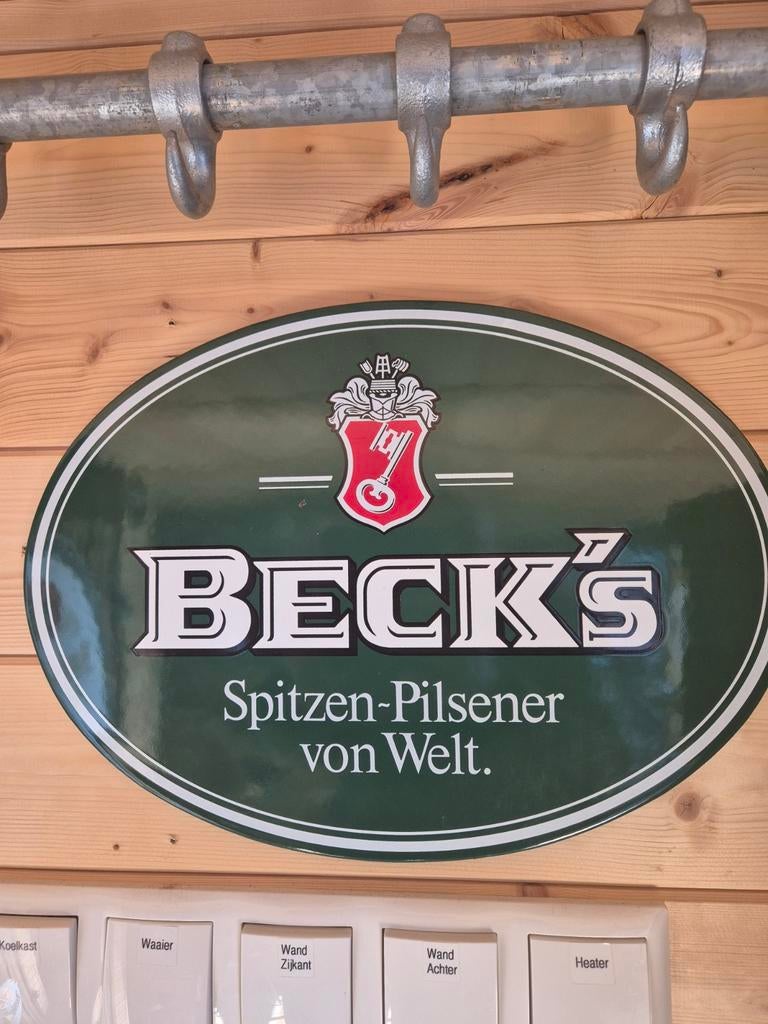 BECK'S
Spitzen-Pilsener
von Welt.
Koelkast
Waaier
Wand
Zijkant
Wand
Achter
Heater